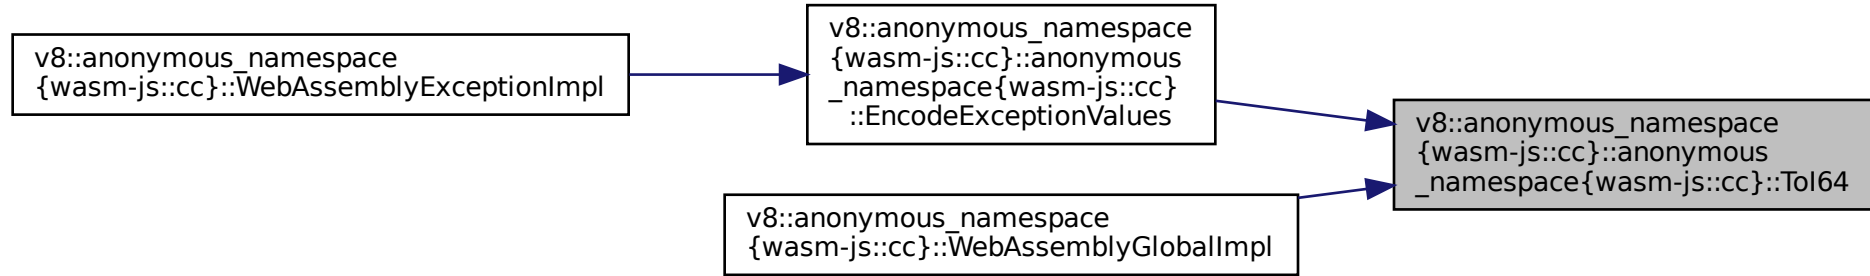 v8::anonymous_namespace
{wasm-js::cc}::WebAssemblyExceptionImpl
v8::anonymous_namespace
{wasm-js::cc}::anonymous
_namespace{wasm-js::cc}
::EncodeExceptionValues
v8::anonymous_namespace
{wasm-js::cc}::WebAssemblyGlobalImpl
v8::anonymous_namespace
{wasm-js::cc}::anonymous
_namespace{wasm-js::cc}::ToI64